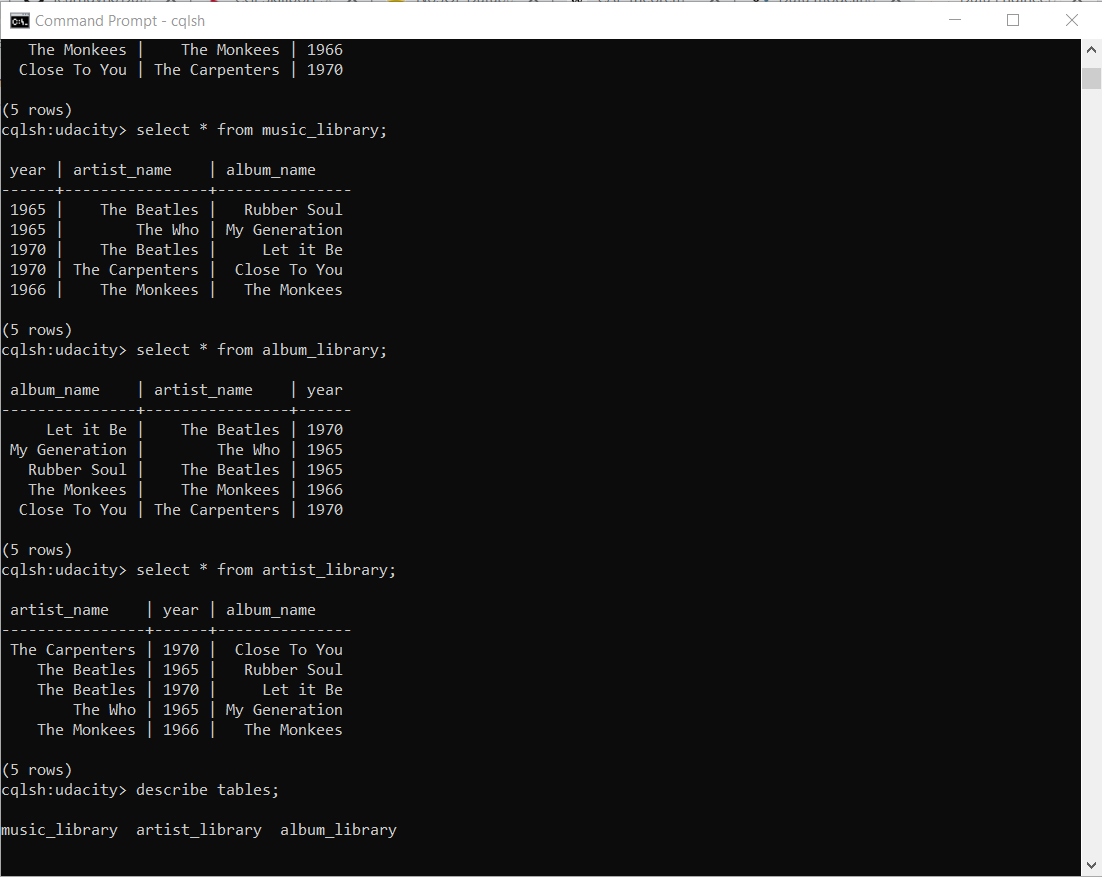 Command Prompt - cqlsh
The Monkees | The Monkees | 1966
Close To You | The Carpenters | 1970
(5 rows)
cqlsh:udacity> select * from music_library;
year | artist_name | album_name
------+----------------+---------------
1965 | The Beatles | Rubber Soul
1965 | The Who | My Generation
1970 | The Beatles | Let it Be
1970 | The Carpenters | Close To You
1966 | The Monkees | The Monkees
(5 rows)
cqlsh:udacity> select * from album_library;
album_name | artist_name | year
---------------+----------------+------
Let it Be | The Beatles | 1970
My Generation | The Who | 1965
Rubber Soul | The Beatles | 1965
The Monkees | The Monkees | 1966
Close To You | The Carpenters | 1970
(5 rows)
cqlsh:udacity> select * from artist_library;
artist_name | year | album_name
----------------+------+---------------
The Carpenters | 1970 | Close To You
The Beatles | 1965 | Rubber Soul
The Beatles | 1970 | Let it Be
The Who | 1965 | My Generation
The Monkees | 1966 | The Monkees
(5 rows)
cqlsh:udacity> describe tables;
music_library artist_library album_library